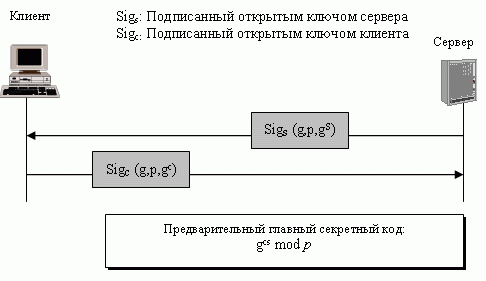 Клиент
Sigs: Подписанный открытым ключом сервера
Sigc: Подписанный открытым ключом клиента
Сервер
Sigs (g,p,gS)
Sigc (g,p,gc)
Предварительный главный секретный код:
gcs mod p